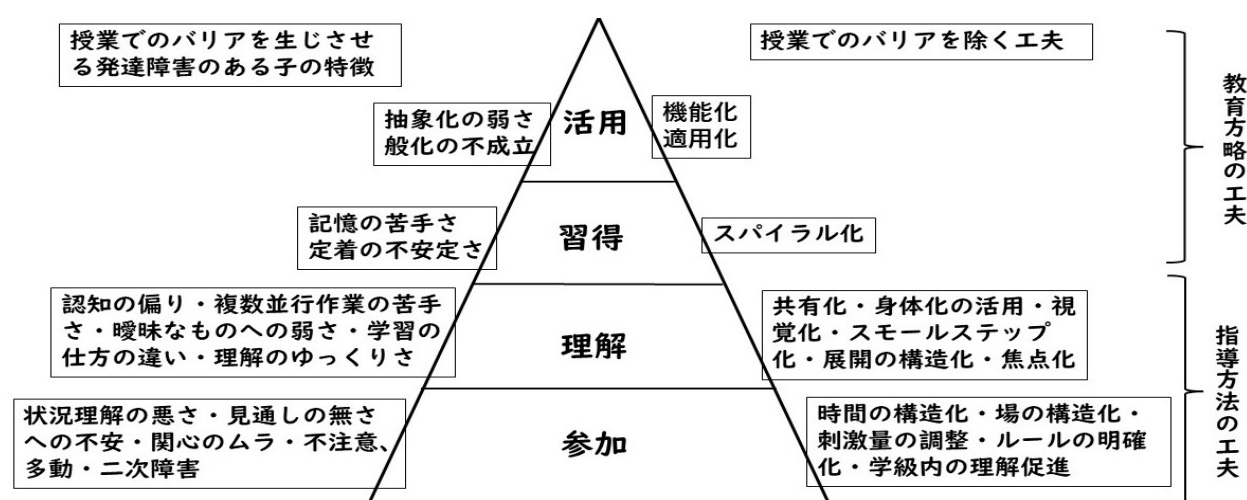 授業でのバリアを生じさせ
る発達障害のある子の特徴
授業でのバリアを除く工夫
抽象化の弱さ
般化の不成立
活用
機能化
適用化
教育方略の工夫
記憶の苦手さ
定着の不安定さ
習得
スパイラル化
認知の偏り・複数並行作業の苦手
さ・曖昧なものへの弱さ・学習の
仕方の違い・理解のゆっくりさ
理解
共有化・身体化の活用・視
覚化・スモールステップ
化・展開の構造化・焦点化
指導方法の工夫
状況理解の悪さ・見通しの無さ
への不安・関心のムラ・不注意、
多動・二次障害
参加
時間の構造化・場の構造化・
刺激量の調整・ルールの明確
化・学級内の理解促進